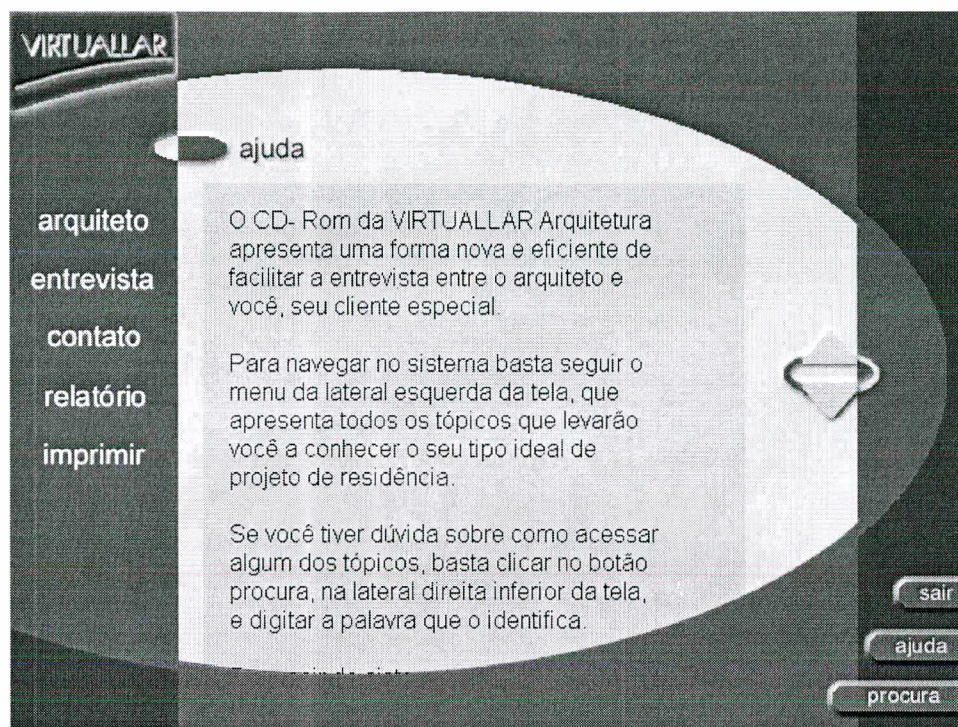 VIRTUALLAR
ajuda
arquiteto
entrevista
contato
relatório
imprimir
O CD- Rom da VIRTUALLAR Arquitetura
apresenta uma forma nova e eficiente de
facilitar a entrevista entre o arquiteto e
você, seu cliente especial.
Para navegar no sistema basta seguir o
menu da lateral esquerda da tela, que
apresenta todos os tópicos que levarão
você a conhecer o seu tipo ideal de
projeto de residência.
Se você tiver dúvida sobre como acessar
algum dos tópicos, basta clicar no botão
procura, na lateral direita inferior da tela,
e digitar a palavra que o identifica.
sair
ajuda
procura